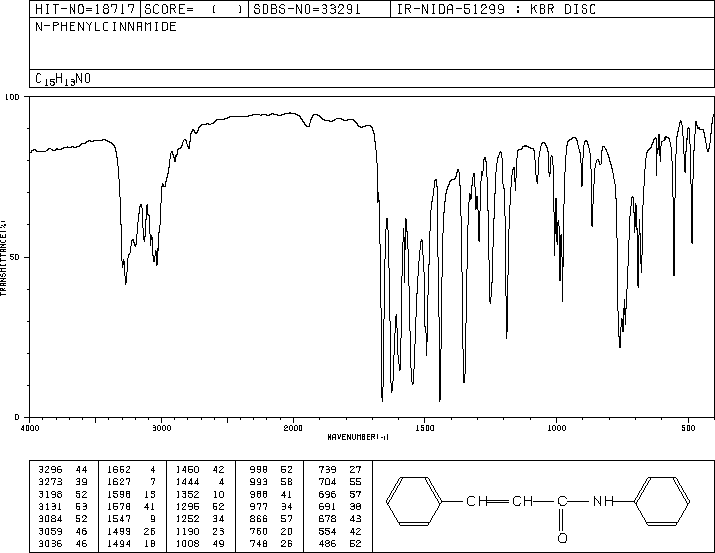 HIT-NO=18717 SCORE= ( ) SDBS-NO=33291 IR-NIDA-51299 : KBR DISC
N-PHENYLCINNAMIDE
C15H13NO
100
50
0
TRANSMITTANCE(%)
4000 3000 2000 1500 1000 500
WAVENUMBER(-1)
3296 44 1662 4 1460 42 998 52 739 27
3273 39 1627 7 1444 4 993 58 704 55
3198 52 1598 15 1352 10 988 41 696 57
3131 53 1578 41 1296 52 977 34 691 38
3084 52 1547 9 1252 34 866 57 678 43
3059 46 1499 26 1190 23 760 20 554 42
3036 46 1494 18 1008 49 748 26 486 52
CH CH C NH
O